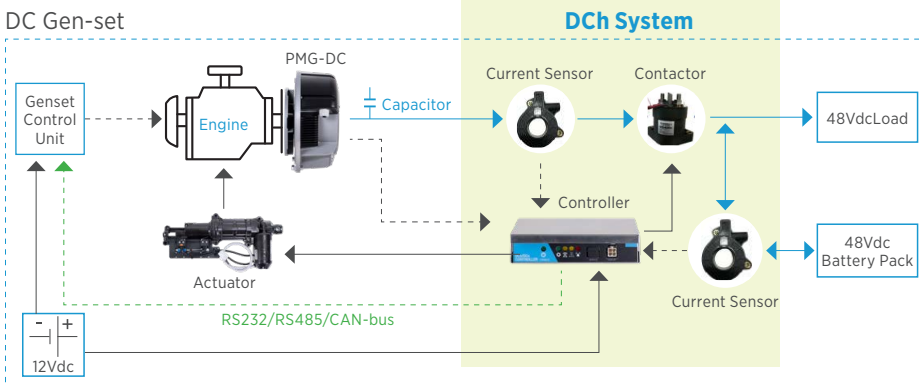 DC Gen-set
DCh System
PMG-DC
Current Sensor
Contactor
Genset
Control
Unit
Engine
Capacitor
48VdcLoad
Controller
48Vdc
Battery Pack
Actuator
Current Sensor
RS232/RS485/CAN-bus
- +
12Vdc